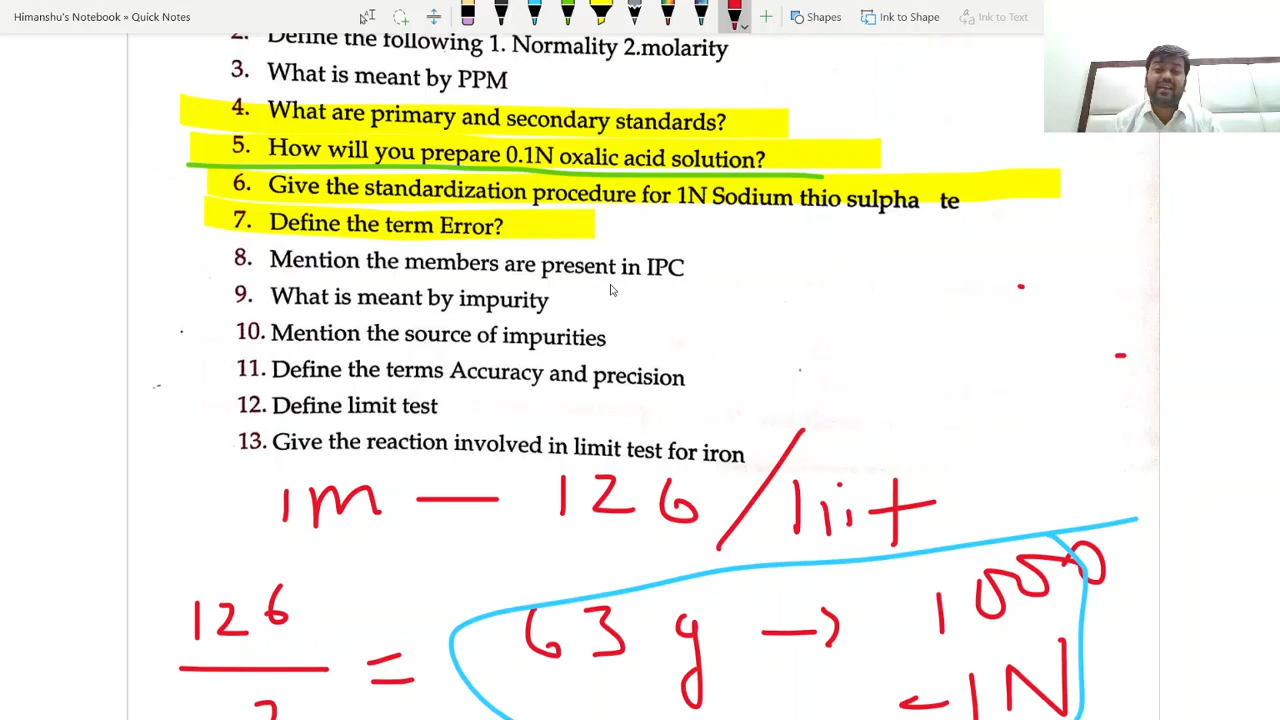 Himanshu's Notebook » Quick Notes
Shapes
Ink to Shape
Ink to Text
2. Define the following 1. Normality 2.molarity
3. What is meant by PPM
4. What are primary and secondary standards?
5. How will you prepare 0.1N oxalic acid solution?
6. Give the standardization procedure for 1N Sodium thio sulpha te
7. Define the term Error?
8. Mention the members are present in IPC
9. What is meant by impurity
10. Mention the source of impurities
11. Define the terms Accuracy and precision
12. Define limit test
13. Give the reaction involved in limit test for iron
1m — 126 / lit
126
= 63 g → 1000
2
1N